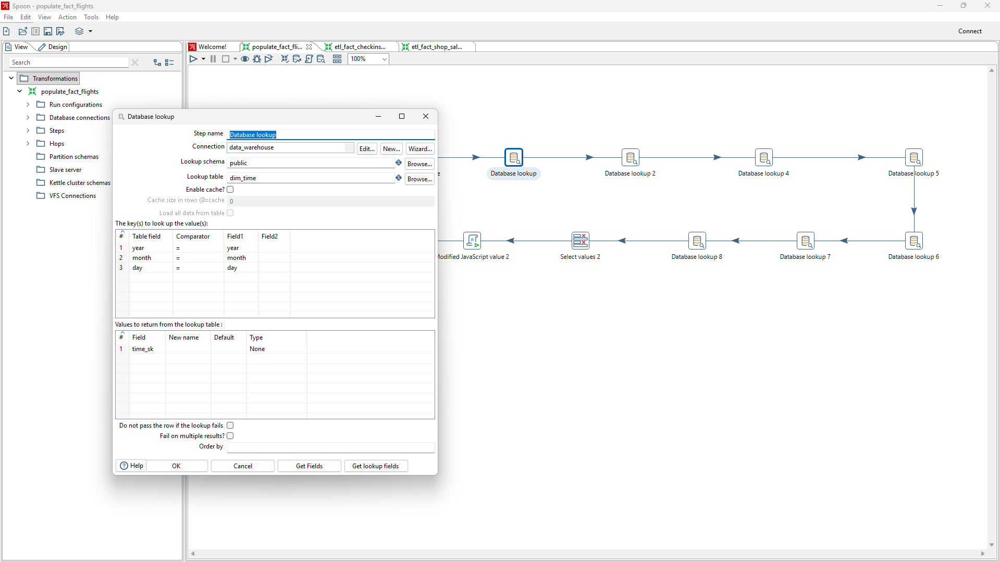 Spoon - populate_fact_flights
File Edit View Action Tools Help
Connect
View Design
Search
Transformations
populate_fact_flights
Run configurations
Database connections
Steps
Hops
Partition schemas
Slave server
Kettle cluster schemas
VFS Connections
Welcome! populate_fact_fli... etl_fact_checkins... etl_fact_shop_sal...
100%
Database lookup
Step name Database lookup
Connection data_warehouse Edit... New... Wizard...
Lookup schema public Browse...
Lookup table dim_time Browse...
Enable cache?
Cache size in rows (0=cache 0
Load all data from table
The key(s) to look up the value(s):
# Table field Comparator Field1 Field2
1 year = year
2 month = month
3 day = day
Values to return from the lookup table :
# Field New name Default Type
1 time_sk None
Do not pass the row if the lookup fails
Fail on multiple results?
Order by
Help OK Cancel Get Fields Get lookup fields
e Database lookup Database lookup 2 Database lookup 4 Database lookup 5
Modified JavaScript value 2 Select values 2 Database lookup 8 Database lookup 7 Database lookup 6